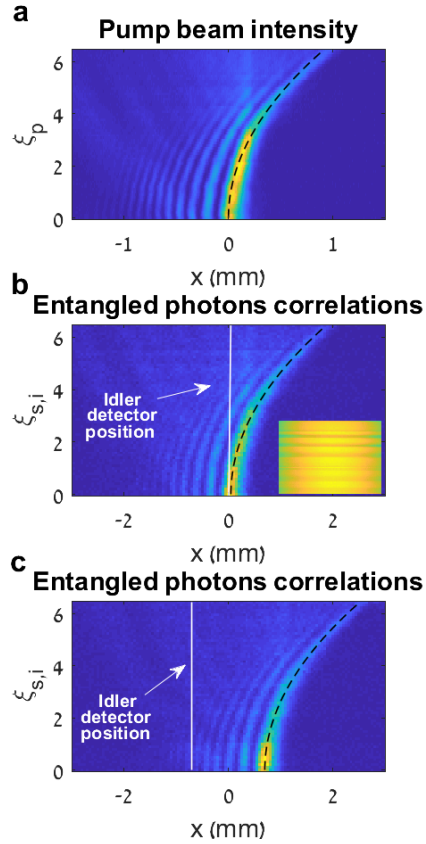 a
Pump beam intensity
6
4
2
0
ξp
-1 0 1
x (mm)
b
Entangled photons correlations
6
4
2
0
ξs,i
Idler
detector
position
-2 0 2
x (mm)
c
Entangled photons correlations
6
4
2
0
ξs,i
Idler
detector
position
-2 0 2
x (mm)